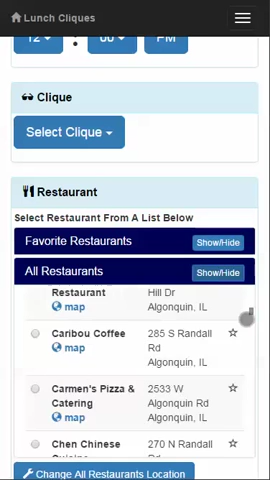 Lunch Cliques
12 : 00 PM
Clique
Select Clique
Restaurant
Select Restaurant From A List Below
Favorite Restaurants Show/Hide
All Restaurants Show/Hide
Restaurant Hill Dr
map Algonquin, IL
Caribou Coffee 285 S Randall
map Rd
Algonquin, IL
Carmen's Pizza & 2533 W
Catering Algonquin Rd
map Algonquin, IL
Chen Chinese 270 N Randall
Cuisine Rd
Change All Restaurants Location